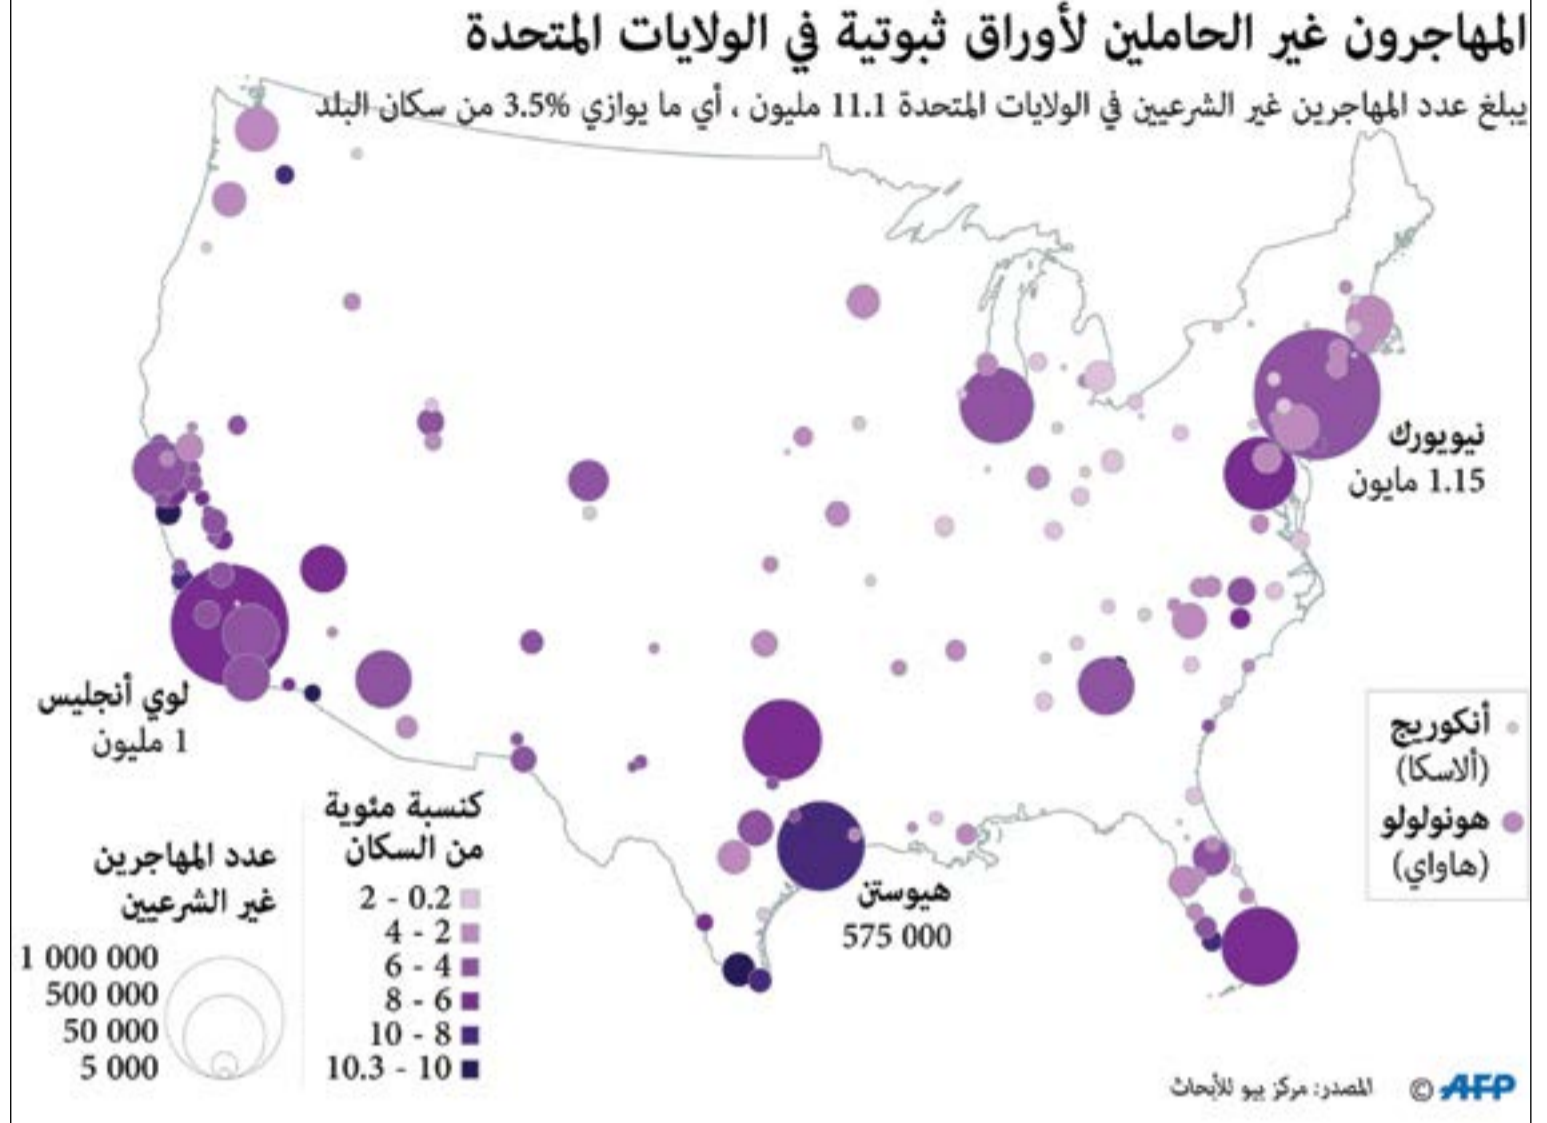 المهاجرون غير الحاملين لأوراق ثبوتية في الولايات المتحدة
يبلغ عدد المهاجرين غير الشرعيين في الولايات المتحدة 11.1 مليون ، أي ما يوازي %3.5 من سكان البلد
نيويورك
1.15 مايون
لوي أنجليس
1 مليون
أنكوريج
(ألاسكا)
هونولولو
(هاواي)
هيوستن
575 000
كنسبة مئوية
من السكان
2 - 0.2
4 - 2
6 - 4
8 - 6
10 - 8
10.3 - 10
عدد المهاجرين
غير الشرعيين
1 000 000
500 000
50 000
5 000
المصدر: مركز بيو للأبحاث
© AFP